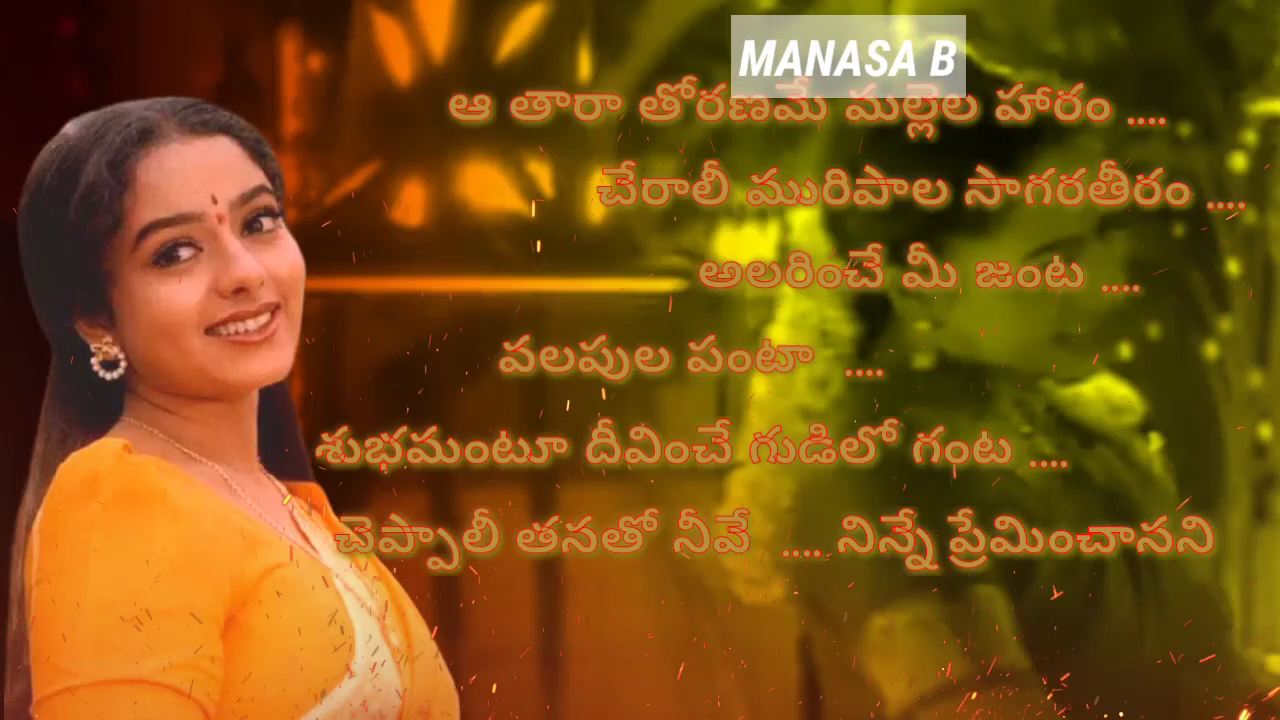 MANASA B
ఆ తారా తోరణమే మల్లెల హారం ....
చేరాలీ మురిపాల సాగరతీరం ....
అలరించే మీ జంట ....
వలపుల పంటా ....
శుభమంటూ దీవించే గుడిలో గంట ....
చెప్పాలీ తనతో నీవే .... నిన్నే ప్రేమించానని